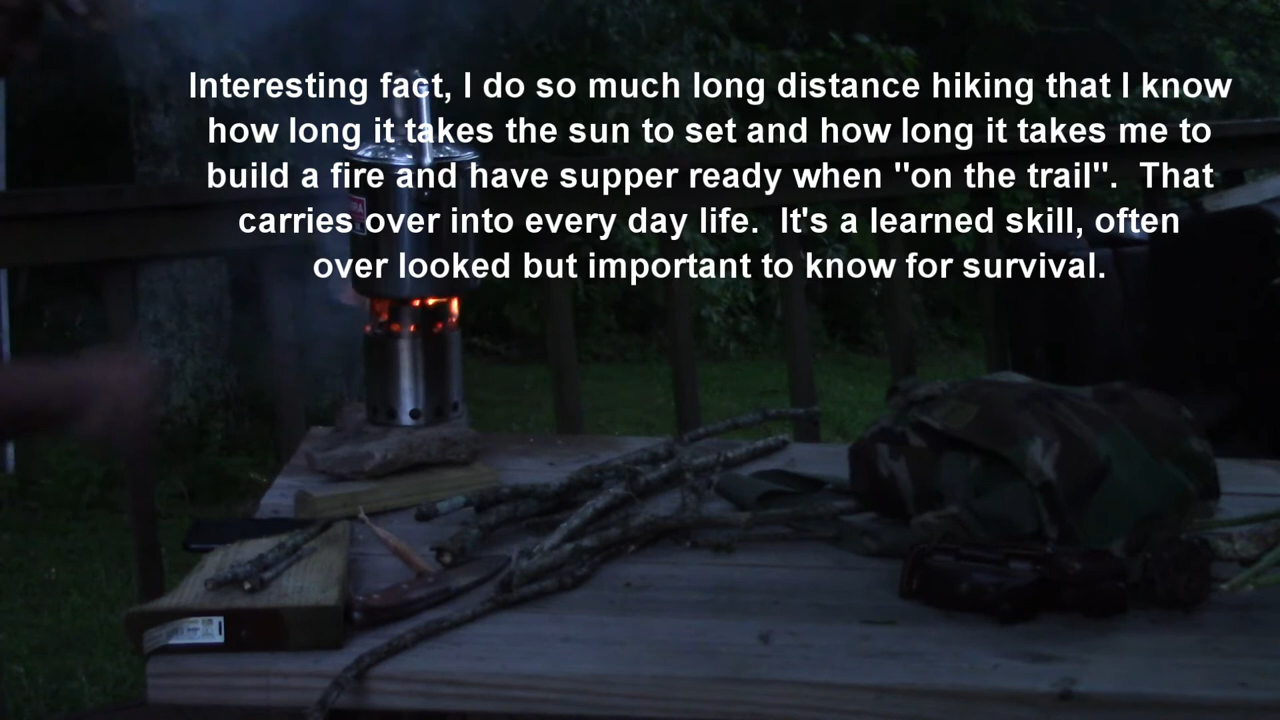 Interesting fact, I do so much long distance hiking that I know
how long it takes the sun to set and how long it takes me to
build a fire and have supper ready when "on the trail".  That
carries over into every day life.  It's a learned skill, often
over looked but important to know for survival.